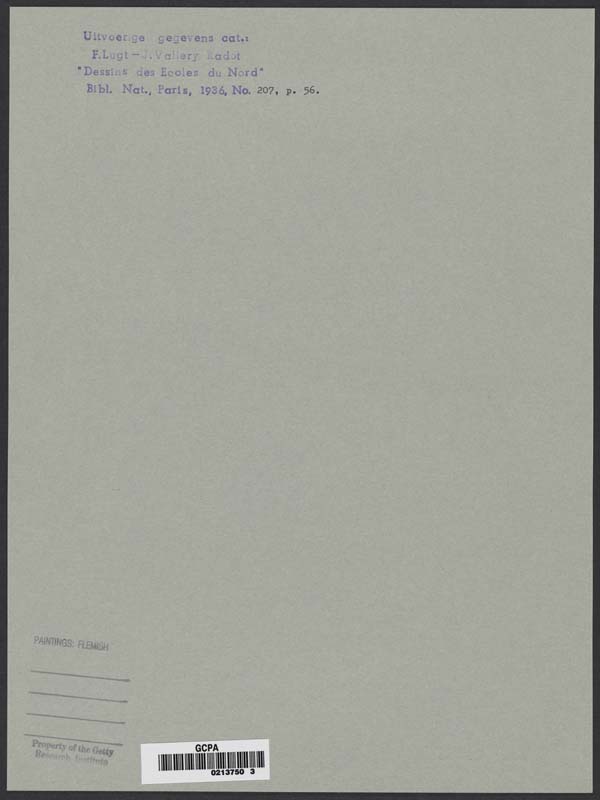 Uitvoerige gegevens cat.:
F.Lugt-J.Vallery Radot
"Dessins des Ecoles du Nord"
Bibl. Nat., Paris, 1936, No. 207, p. 56.
PAINTINGS: FLEMISH
Property of the Getty
Research Institute
GCPA
0213750 3